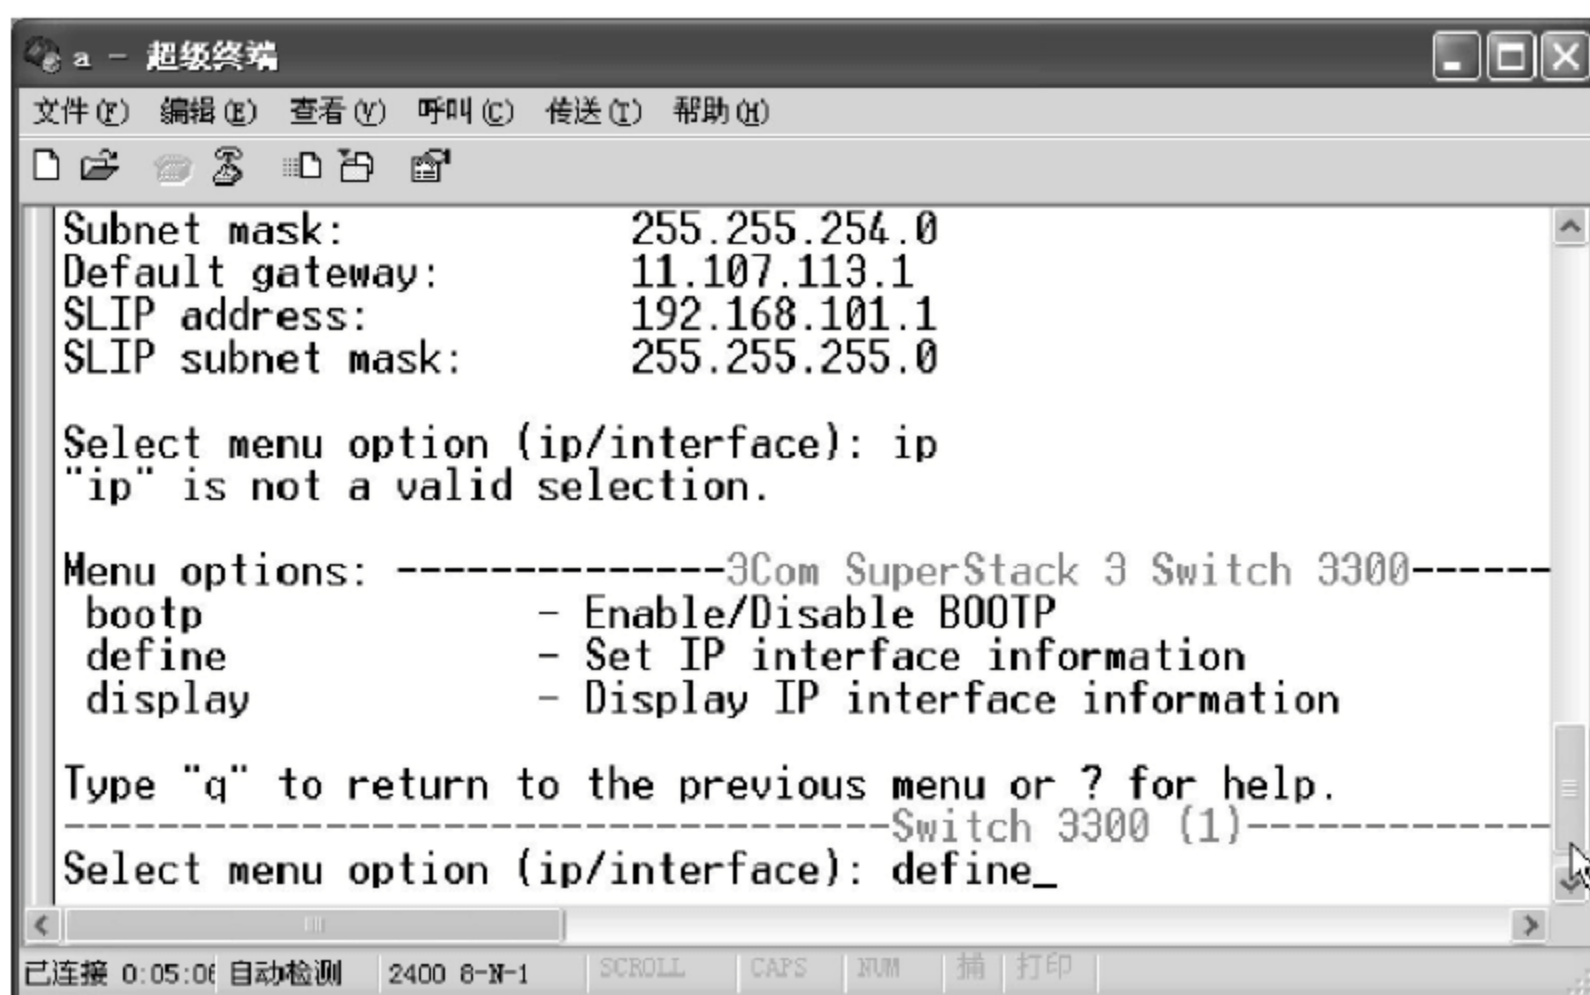 a - 超级终端
文件(F) 编辑(E) 查看(V) 呼叫(C) 传送(T) 帮助(H)
Subnet mask: 255.255.254.0
Default gateway: 11.107.113.1
SLIP address: 192.168.101.1
SLIP subnet mask: 255.255.255.0
Select menu option (ip/interface): ip
"ip" is not a valid selection.
Menu options: --------------3Com SuperStack 3 Switch 3300------
bootp - Enable/Disable BOOTP
define - Set IP interface information
display - Display IP interface information
Type "q" to return to the previous menu or ? for help.
-----------------------------------Switch 3300 (1)-------------
Select menu option (ip/interface): define_
已连接 0:05:06 自动检测 2400 8-N-1 SCROLL CAPS NUM 捕 打印